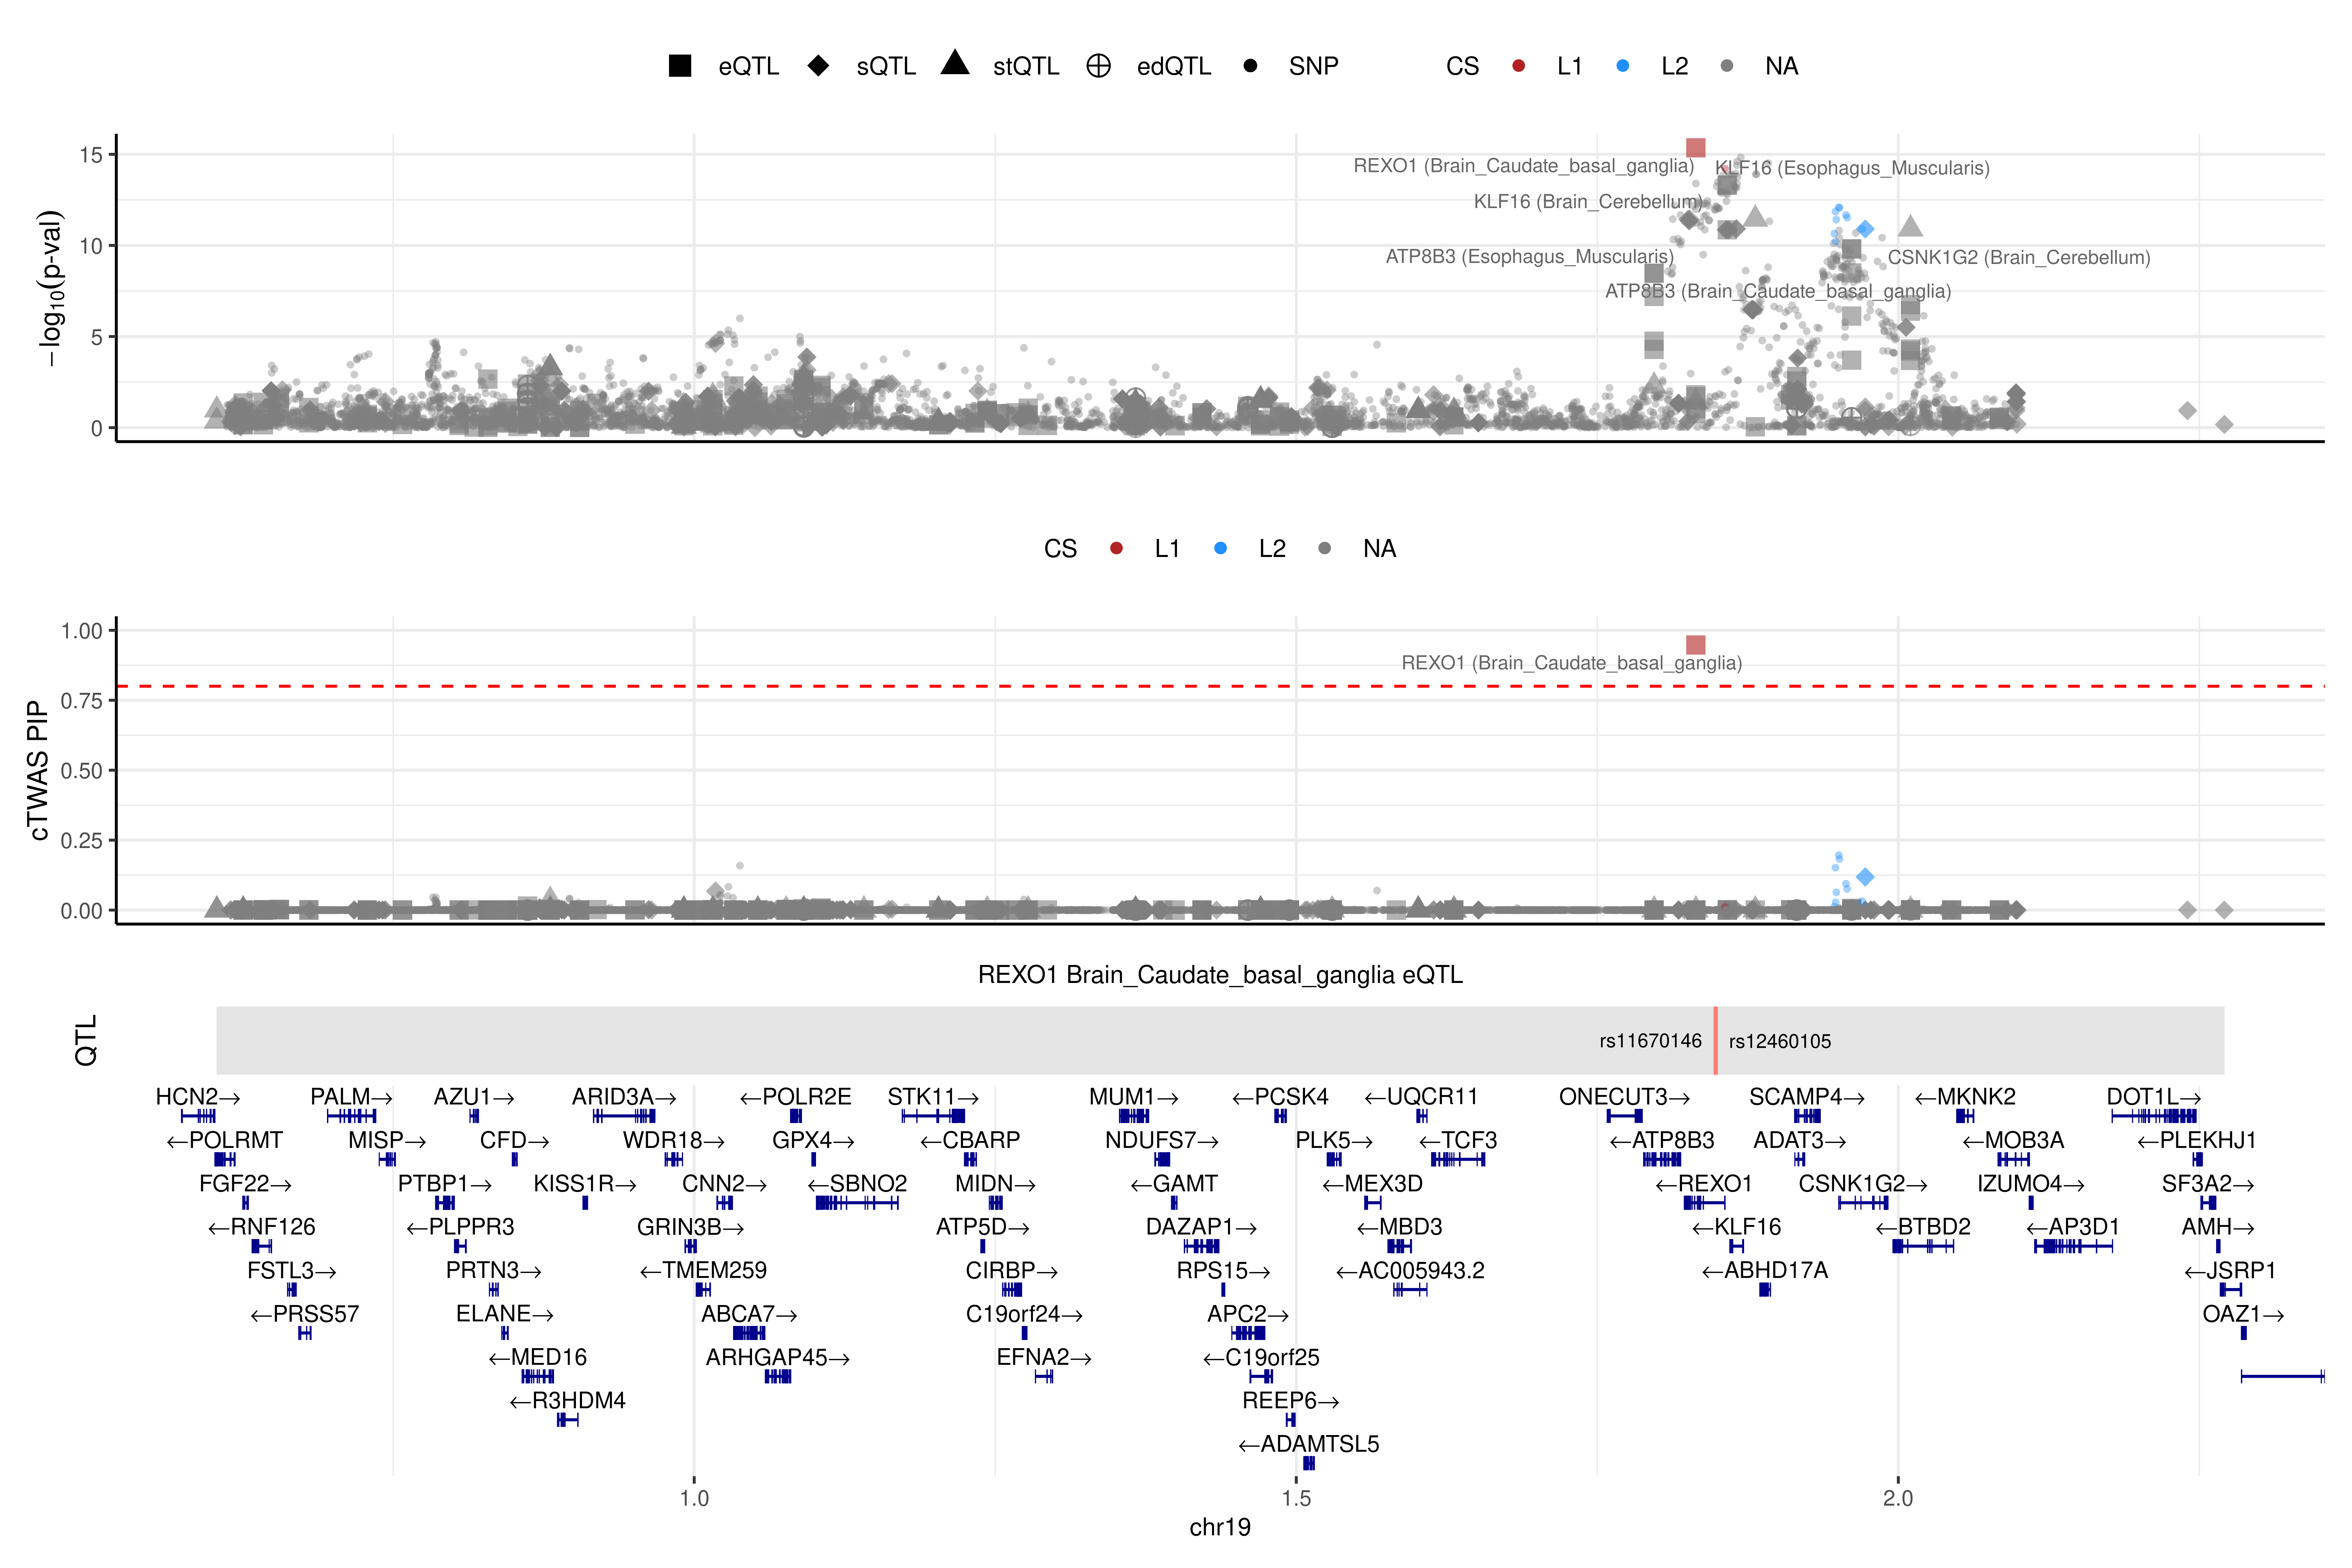 eQTL sQTL stQTL edQTL SNP CS L1 L2 NA
−log10(p-val)
15
10
5
0
REXO1 (Brain_Caudate_basal_ganglia)
KLF16 (Esophagus_Muscularis)
KLF16 (Brain_Cerebellum)
ATP8B3 (Esophagus_Muscularis)
CSNK1G2 (Brain_Cerebellum)
ATP8B3 (Brain_Caudate_basal_ganglia)
CS L1 L2 NA
cTWAS PIP
1.00
0.75
0.50
0.25
0.00
REXO1 (Brain_Caudate_basal_ganglia)
REXO1 Brain_Caudate_basal_ganglia eQTL
QTL
rs11670146 rs12460105
HCN2→ PALM→ AZU1→ ARID3A→ ←POLR2E STK11→ MUM1→ ←PCSK4 ←UQCR11 ONECUT3→ SCAMP4→ ←MKNK2 DOT1L→
←POLRMT MISP→ CFD→ WDR18→ GPX4→ ←CBARP NDUFS7→ PLK5→ ←TCF3 ←ATP8B3 ADAT3→ ←MOB3A ←PLEKHJ1
FGF22→ PTBP1→ KISS1R→ CNN2→ ←SBNO2 MIDN→ ←GAMT ←MEX3D ←REXO1 CSNK1G2→ IZUMO4→ SF3A2→
←RNF126 ←PLPPR3 GRIN3B→ ATP5D→ DAZAP1→ ←MBD3 ←KLF16 ←BTBD2 ←AP3D1 AMH→
FSTL3→ PRTN3→ ←TMEM259 CIRBP→ RPS15→ ←AC005943.2 ←ABHD17A ←JSRP1
←PRSS57 ELANE→ ABCA7→ C19orf24→ APC2→ OAZ1→
←MED16 ARHGAP45→ EFNA2→ ←C19orf25
←R3HDM4 REEP6→
←ADAMTSL5
1.0 1.5 2.0
chr19